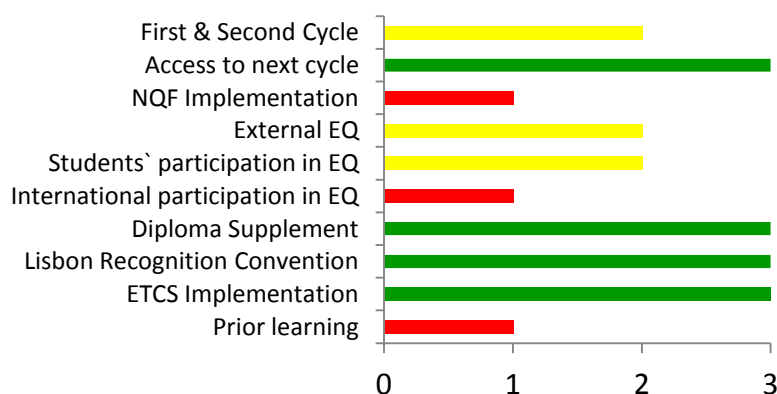 First & Second Cycle
Access to next cycle
NQF Implementation
External EQ
Students` participation in EQ
International participation in EQ
Diploma Supplement
Lisbon Recognition Convention
ETCS Implementation
Prior learning
0 1 2 3